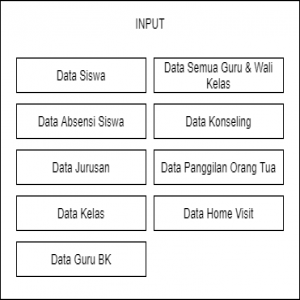 INPUT
Data Siswa
Data Semua Guru & Wali
Kelas
Data Absensi Siswa
Data Konseling
Data Jurusan
Data Panggilan Orang Tua
Data Kelas
Data Home Visit
Data Guru BK